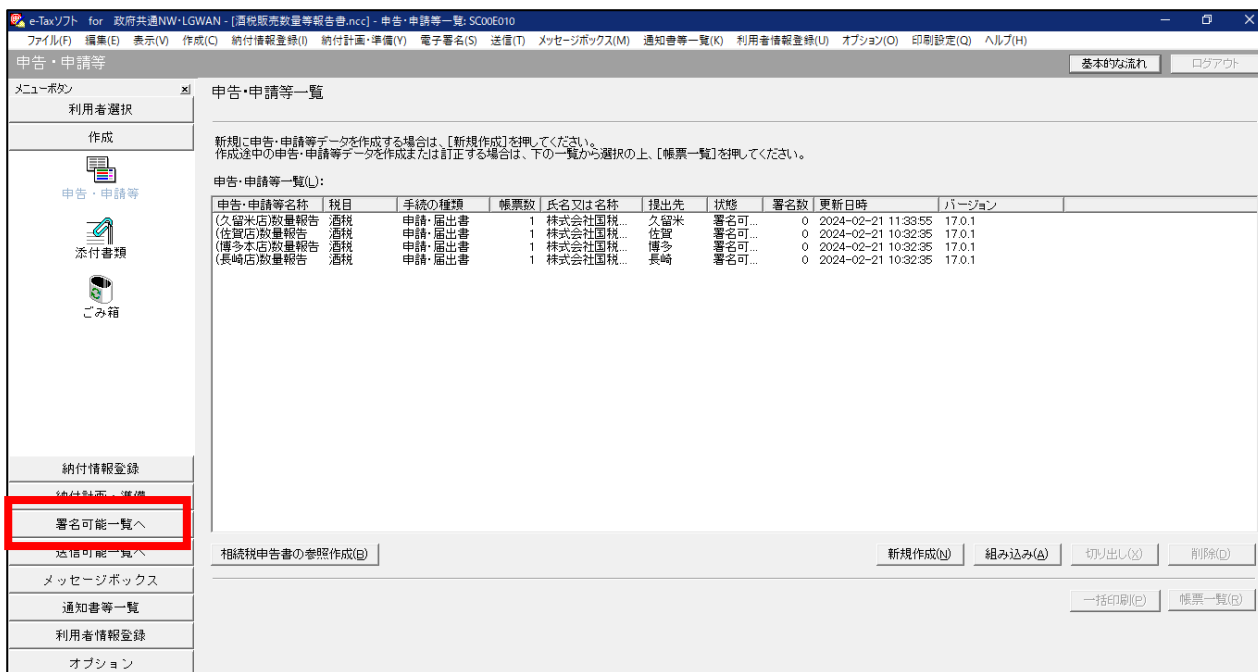 e-Taxソフト for 政府共通NW・LGWAN - [酒税販売数量等報告書.ncc] - 申告・申請等一覧: SC00E010
ファイル(F) 編集(E) 表示(V) 作成(C) 納付情報登録(I) 納付計画・準備(Y) 電子署名(S) 送信(T) メッセージボックス(M) 通知書等一覧(K) 利用者情報登録(U) オプション(O) 印刷設定(Q) ヘルプ(H)
申告・申請等 基本的な流れ ログアウト
メニューボタン
利用者選択
作成
申告・申請等
添付書類
ごみ箱
納付情報登録
納付計画・準備
署名可能一覧へ
送信可能一覧へ
メッセージボックス
通知書等一覧
利用者情報登録
オプション
申告・申請等一覧
新規に申告・申請等データを作成する場合は、[新規作成]を押してください。
作成途中の申告・申請等データを作成または訂正する場合は、下の一覧から選択の上、[帳票一覧]を押してください。
申告・申請等一覧(L):
申告・申請等名称 税目 手続の種類 帳票数 氏名又は名称 提出先 状態 署名数 更新日時 バージョン
(久留米店)数量報告 酒税 申請・届出書 1 株式会社国税... 久留米 署名可... 0 2024-02-21 11:33:55 17.0.1
(佐賀店)数量報告 酒税 申請・届出書 1 株式会社国税... 佐賀 署名可... 0 2024-02-21 10:32:35 17.0.1
(博多本店)数量報告 酒税 申請・届出書 1 株式会社国税... 博多 署名可... 0 2024-02-21 10:32:35 17.0.1
(長崎店)数量報告 酒税 申請・届出書 1 株式会社国税... 長崎 署名可... 0 2024-02-21 10:32:35 17.0.1
相続税申告書の参照作成(B) 新規作成(N) 組み込み(A) 切り出し(X) 削除(D)
一括印刷(P) 帳票一覧(R)